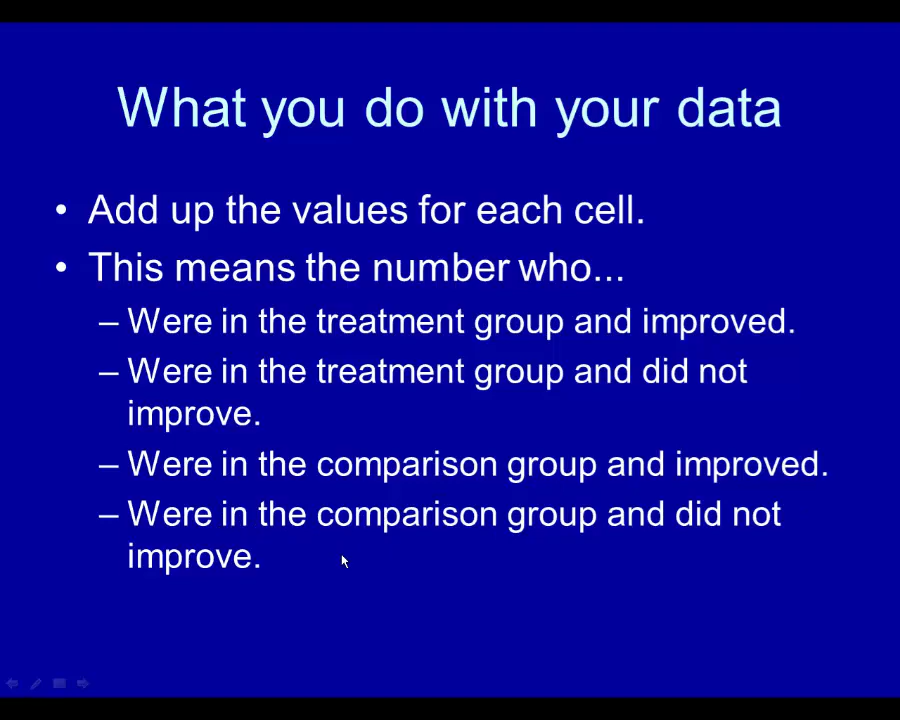 What you do with your data
• Add up the values for each cell.
• This means the number who...
– Were in the treatment group and improved.
– Were in the treatment group and did not
improve.
– Were in the comparison group and improved.
– Were in the comparison group and did not
improve.